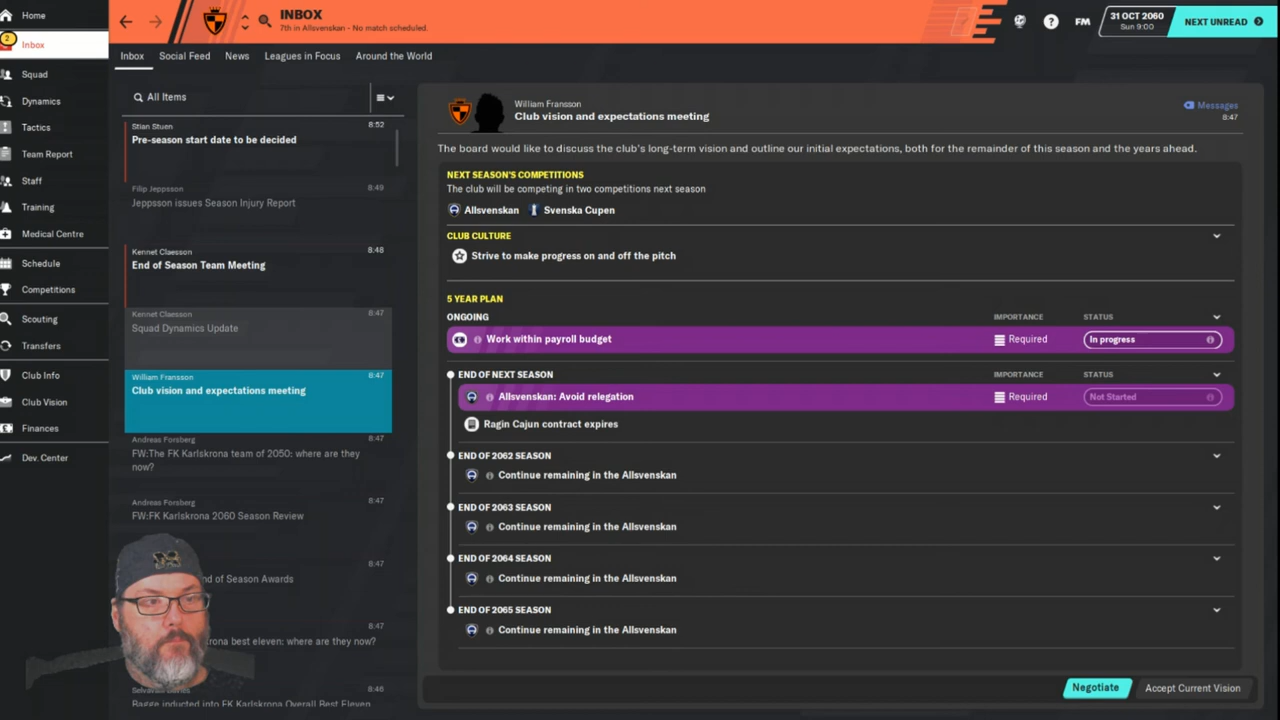 Home
INBOX
7th in Allsvenskan - No match scheduled.
FM
31 OCT 2060
Sun 9:00
NEXT UNREAD
2
Inbox
Squad
Dynamics
Tactics
Team Report
Staff
Training
Medical Centre
Schedule
Competitions
Scouting
Transfers
Club Info
Club Vision
Finances
Dev. Center
Inbox Social Feed News Leagues in Focus Around the World
All Items
Stian Stuen 8:52
Pre-season start date to be decided
Filip Jeppsson 8:49
Jeppsson issues Season Injury Report
Kennet Claesson 8:48
End of Season Team Meeting
Kennet Claesson 8:47
Squad Dynamics Update
William Fransson 8:47
Club vision and expectations meeting
Andreas Forsberg 8:47
FW:The FK Karlskrona team of 2050: where are they
now?
Andreas Forsberg 8:47
FW:FK Karlskrona 2060 Season Review
8:47
nd of Season Awards
8:47
rona best eleven: where are they now?
8:46
Bagge inducted into FK Karlskrona Overall Best Eleven
William Fransson
Club vision and expectations meeting
Messages
8:47
The board would like to discuss the club's long-term vision and outline our initial expectations, both for the remainder of this season and the years ahead.
NEXT SEASON'S COMPETITIONS
The club will be competing in two competitions next season
Allsvenskan Svenska Cupen
CLUB CULTURE
Strive to make progress on and off the pitch
5 YEAR PLAN
ONGOING IMPORTANCE STATUS
Work within payroll budget Required In progress
END OF NEXT SEASON IMPORTANCE STATUS
Allsvenskan: Avoid relegation Required Not Started
Ragin Cajun contract expires
END OF 2062 SEASON
Continue remaining in the Allsvenskan
END OF 2063 SEASON
Continue remaining in the Allsvenskan
END OF 2064 SEASON
Continue remaining in the Allsvenskan
END OF 2065 SEASON
Continue remaining in the Allsvenskan
Negotiate Accept Current Vision